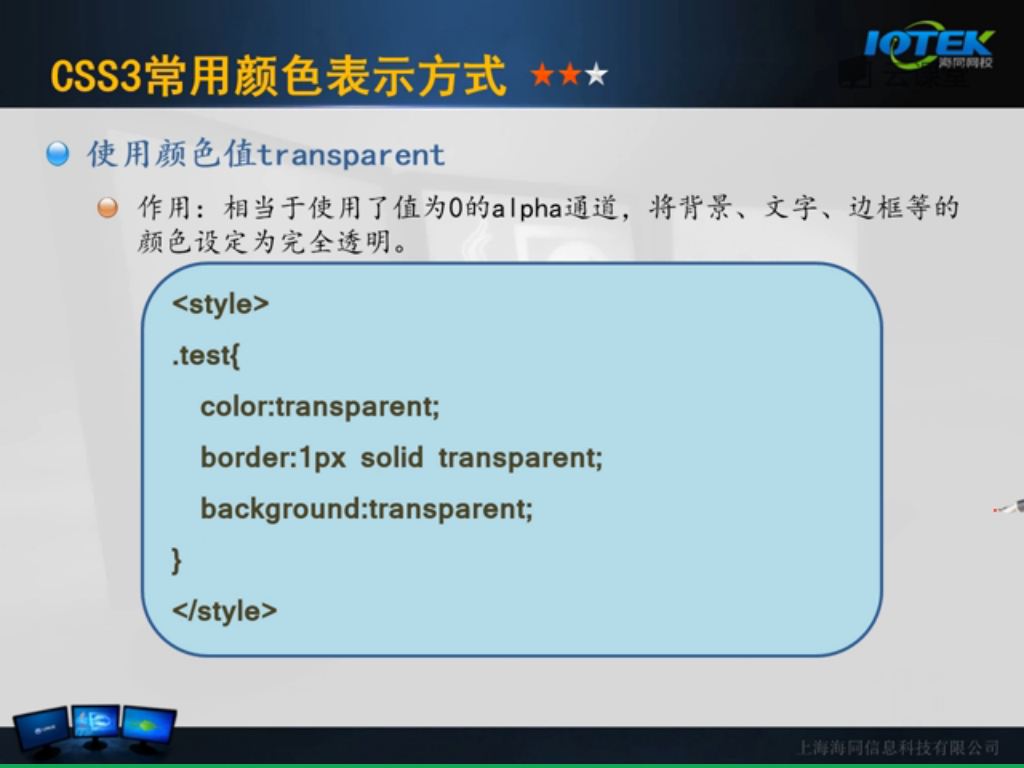 IOTEK
海同网校
云课堂
CSS3常用颜色表示方式
使用颜色值transparent
作用：相当于使用了值为0的alpha通道，将背景、文字、边框等的
颜色设定为完全透明。
<style>
.test{
color:transparent;
border:1px solid transparent;
background:transparent;
}
</style>
上海海同信息科技有限公司